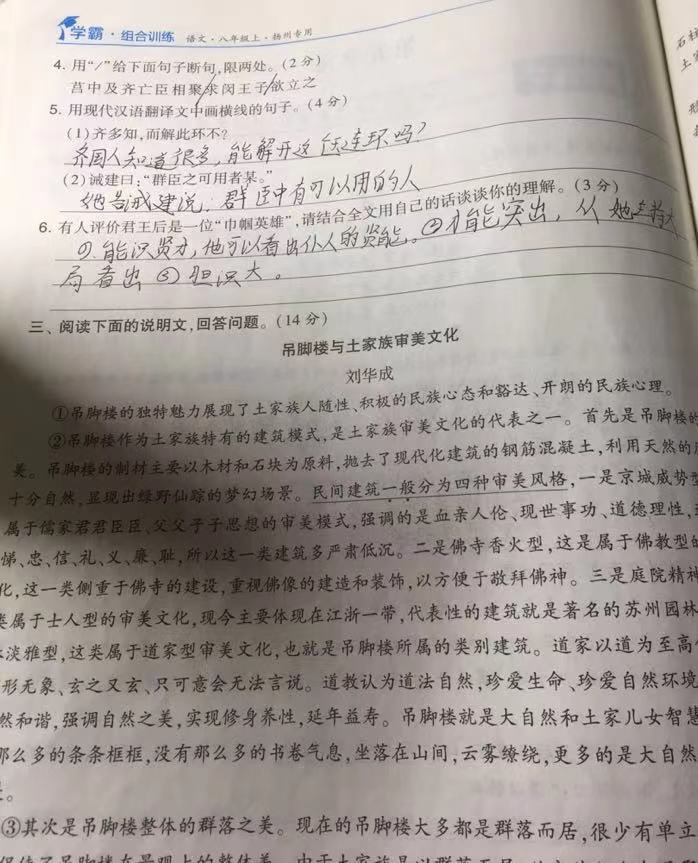 学霸·组合训练 语文·八年级上·扬州专用
4. 用“/”给下面句子断句,限两处。(2分)
莒中及齐亡臣相聚求闵王子欲立之
5. 用现代汉语翻译文中画横线的句子。(4分)
(1)齐多知,而解此环不?
齐国人知道很多,能解开这个连环吗?
(2)诫建曰:“群臣之可用者某。”
他告诫建说:群臣中有可以用的人
6. 有人评价君王后是一位“巾帼英雄”,请结合全文用自己的话谈谈你的理解。(3分)
①.能识贤才,他可以看出仆人的贤能。②才能突出,从她主持大
局看出 ③胆识大。
三、阅读下面的说明文,回答问题。(14分)
吊脚楼与土家族审美文化
刘华成
①吊脚楼的独特魅力展现了土家族人随性、积极的民族心态和豁达、开朗的民族心理。
②吊脚楼作为土家族特有的建筑模式,是土家族审美文化的代表之一。首先是吊脚楼的
美。吊脚楼的制材主要以木材和石块为原料,抛去了现代化建筑的钢筋混凝土,利用天然的
十分自然,显现出绿野仙踪的梦幻场景。民间建筑一般分为四种审美风格,一是京城威势型
属于儒家君君臣臣、父父子子思想的审美模式,强调的是血亲人伦、现世事功、道德理性,
悌、忠、信、礼、义、廉、耻,所以这一类建筑多严肃低沉。二是佛寺香火型,这是属于佛教型的
化,这一类侧重于佛寺的建设,重视佛像的建造和装饰,以方便于敬拜佛神。三是庭院精神
类属于士人型的审美文化,现今主要体现在江浙一带,代表性的建筑就是著名的苏州园林
淡雅型,这类属于道家型审美文化,也就是吊脚楼所属的类别建筑。道家以道为至高
形无象、玄之又玄、只可意会无法言说。道教认为道法自然,珍爱生命、珍爱自然环境
然和谐,强调自然之美,实现修身养性,延年益寿。吊脚楼就是大自然和土家儿女智慧
那么多的条条框框,没有那么多的书卷气息,坐落在山间,云雾缭绕,更多的是大自然
③其次是吊脚楼整体的群落之美。现在的吊脚楼大多都是群落而居,很少有单立